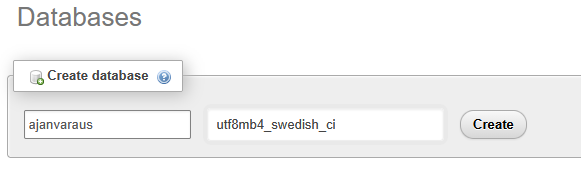 Databases
Create database
ajanvaraus
utf8mb4_swedish_ci
Create